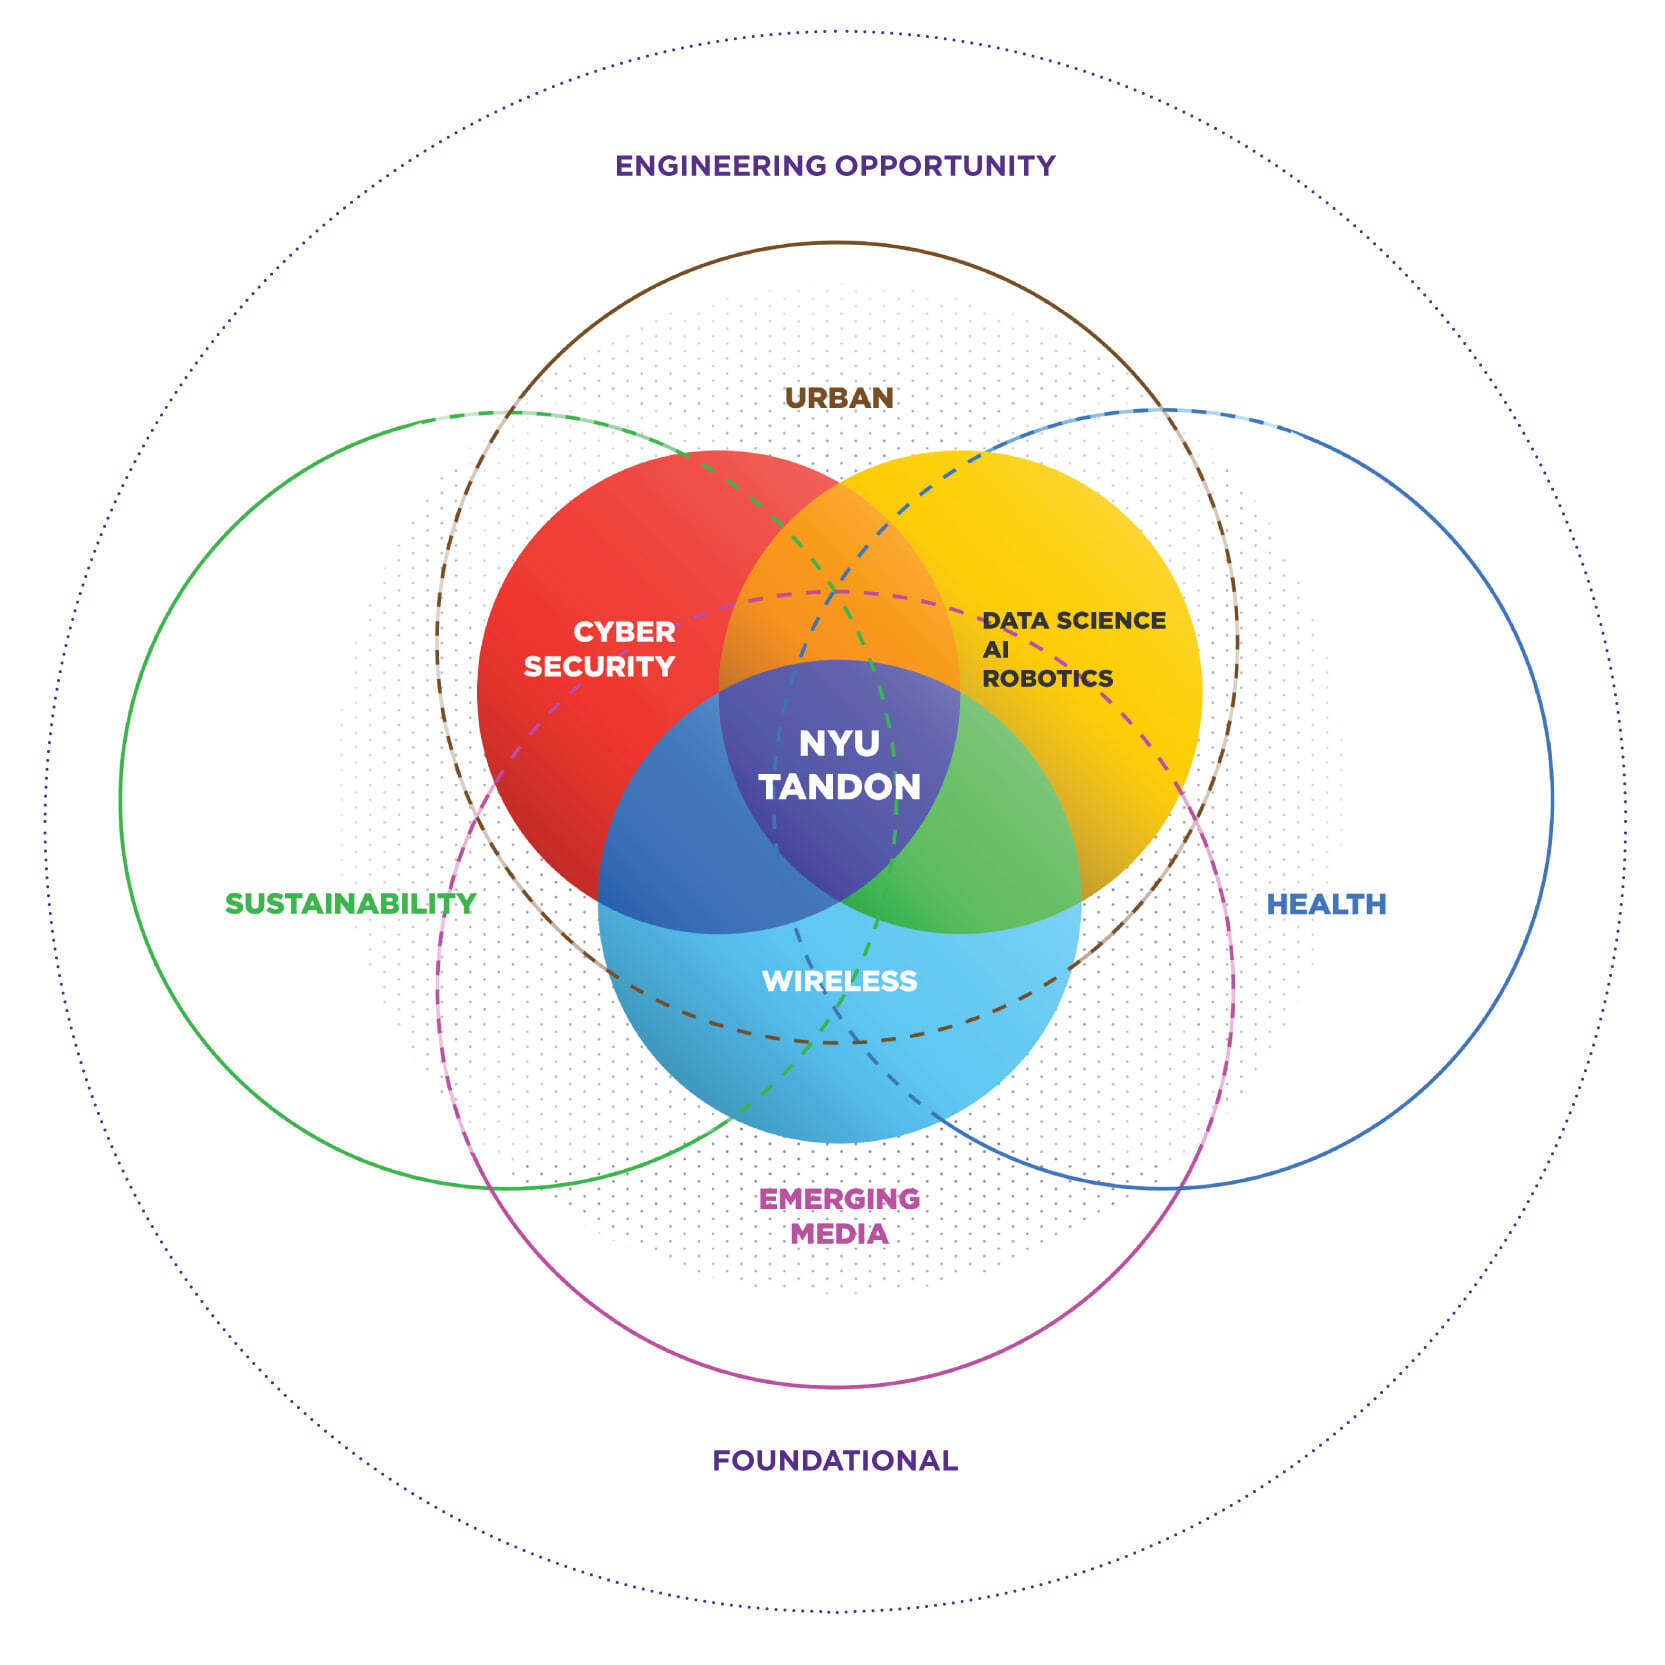 ENGINEERING OPPORTUNITY
URBAN
CYBER
SECURITY
DATA SCIENCE
AI
ROBOTICS
NYU
TANDON
SUSTAINABILITY
HEALTH
WIRELESS
EMERGING
MEDIA
FOUNDATIONAL